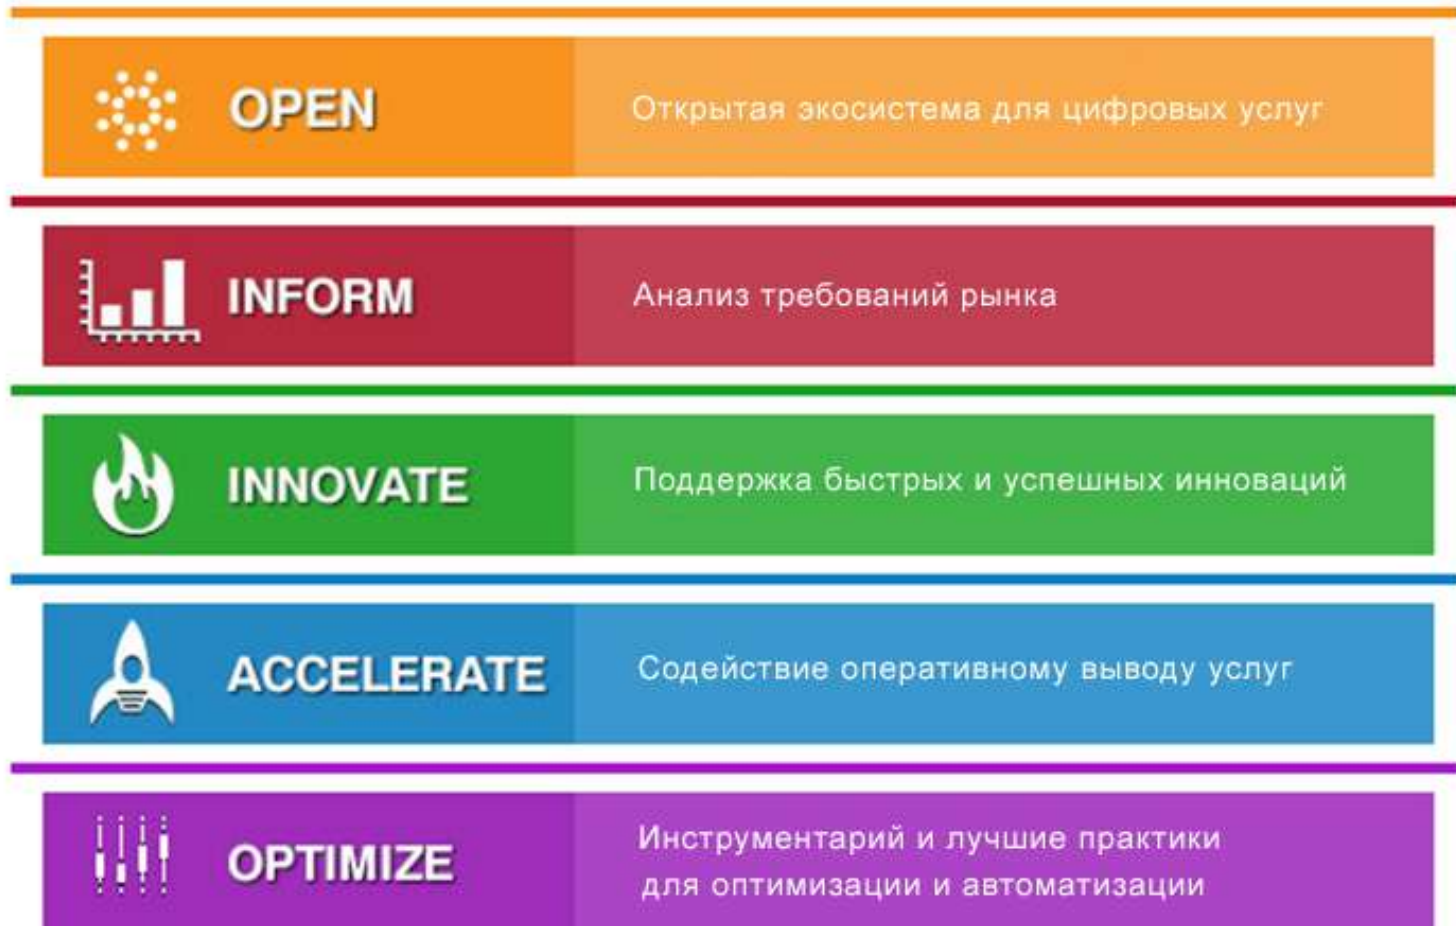 OPEN
Открытая экосистема для цифровых услуг
INFORM
Анализ требований рынка
INNOVATE
Поддержка быстрых и успешных инноваций
ACCELERATE
Содействие оперативному выводу услуг
OPTIMIZE
Инструментарий и лучшие практики
для оптимизации и автоматизации